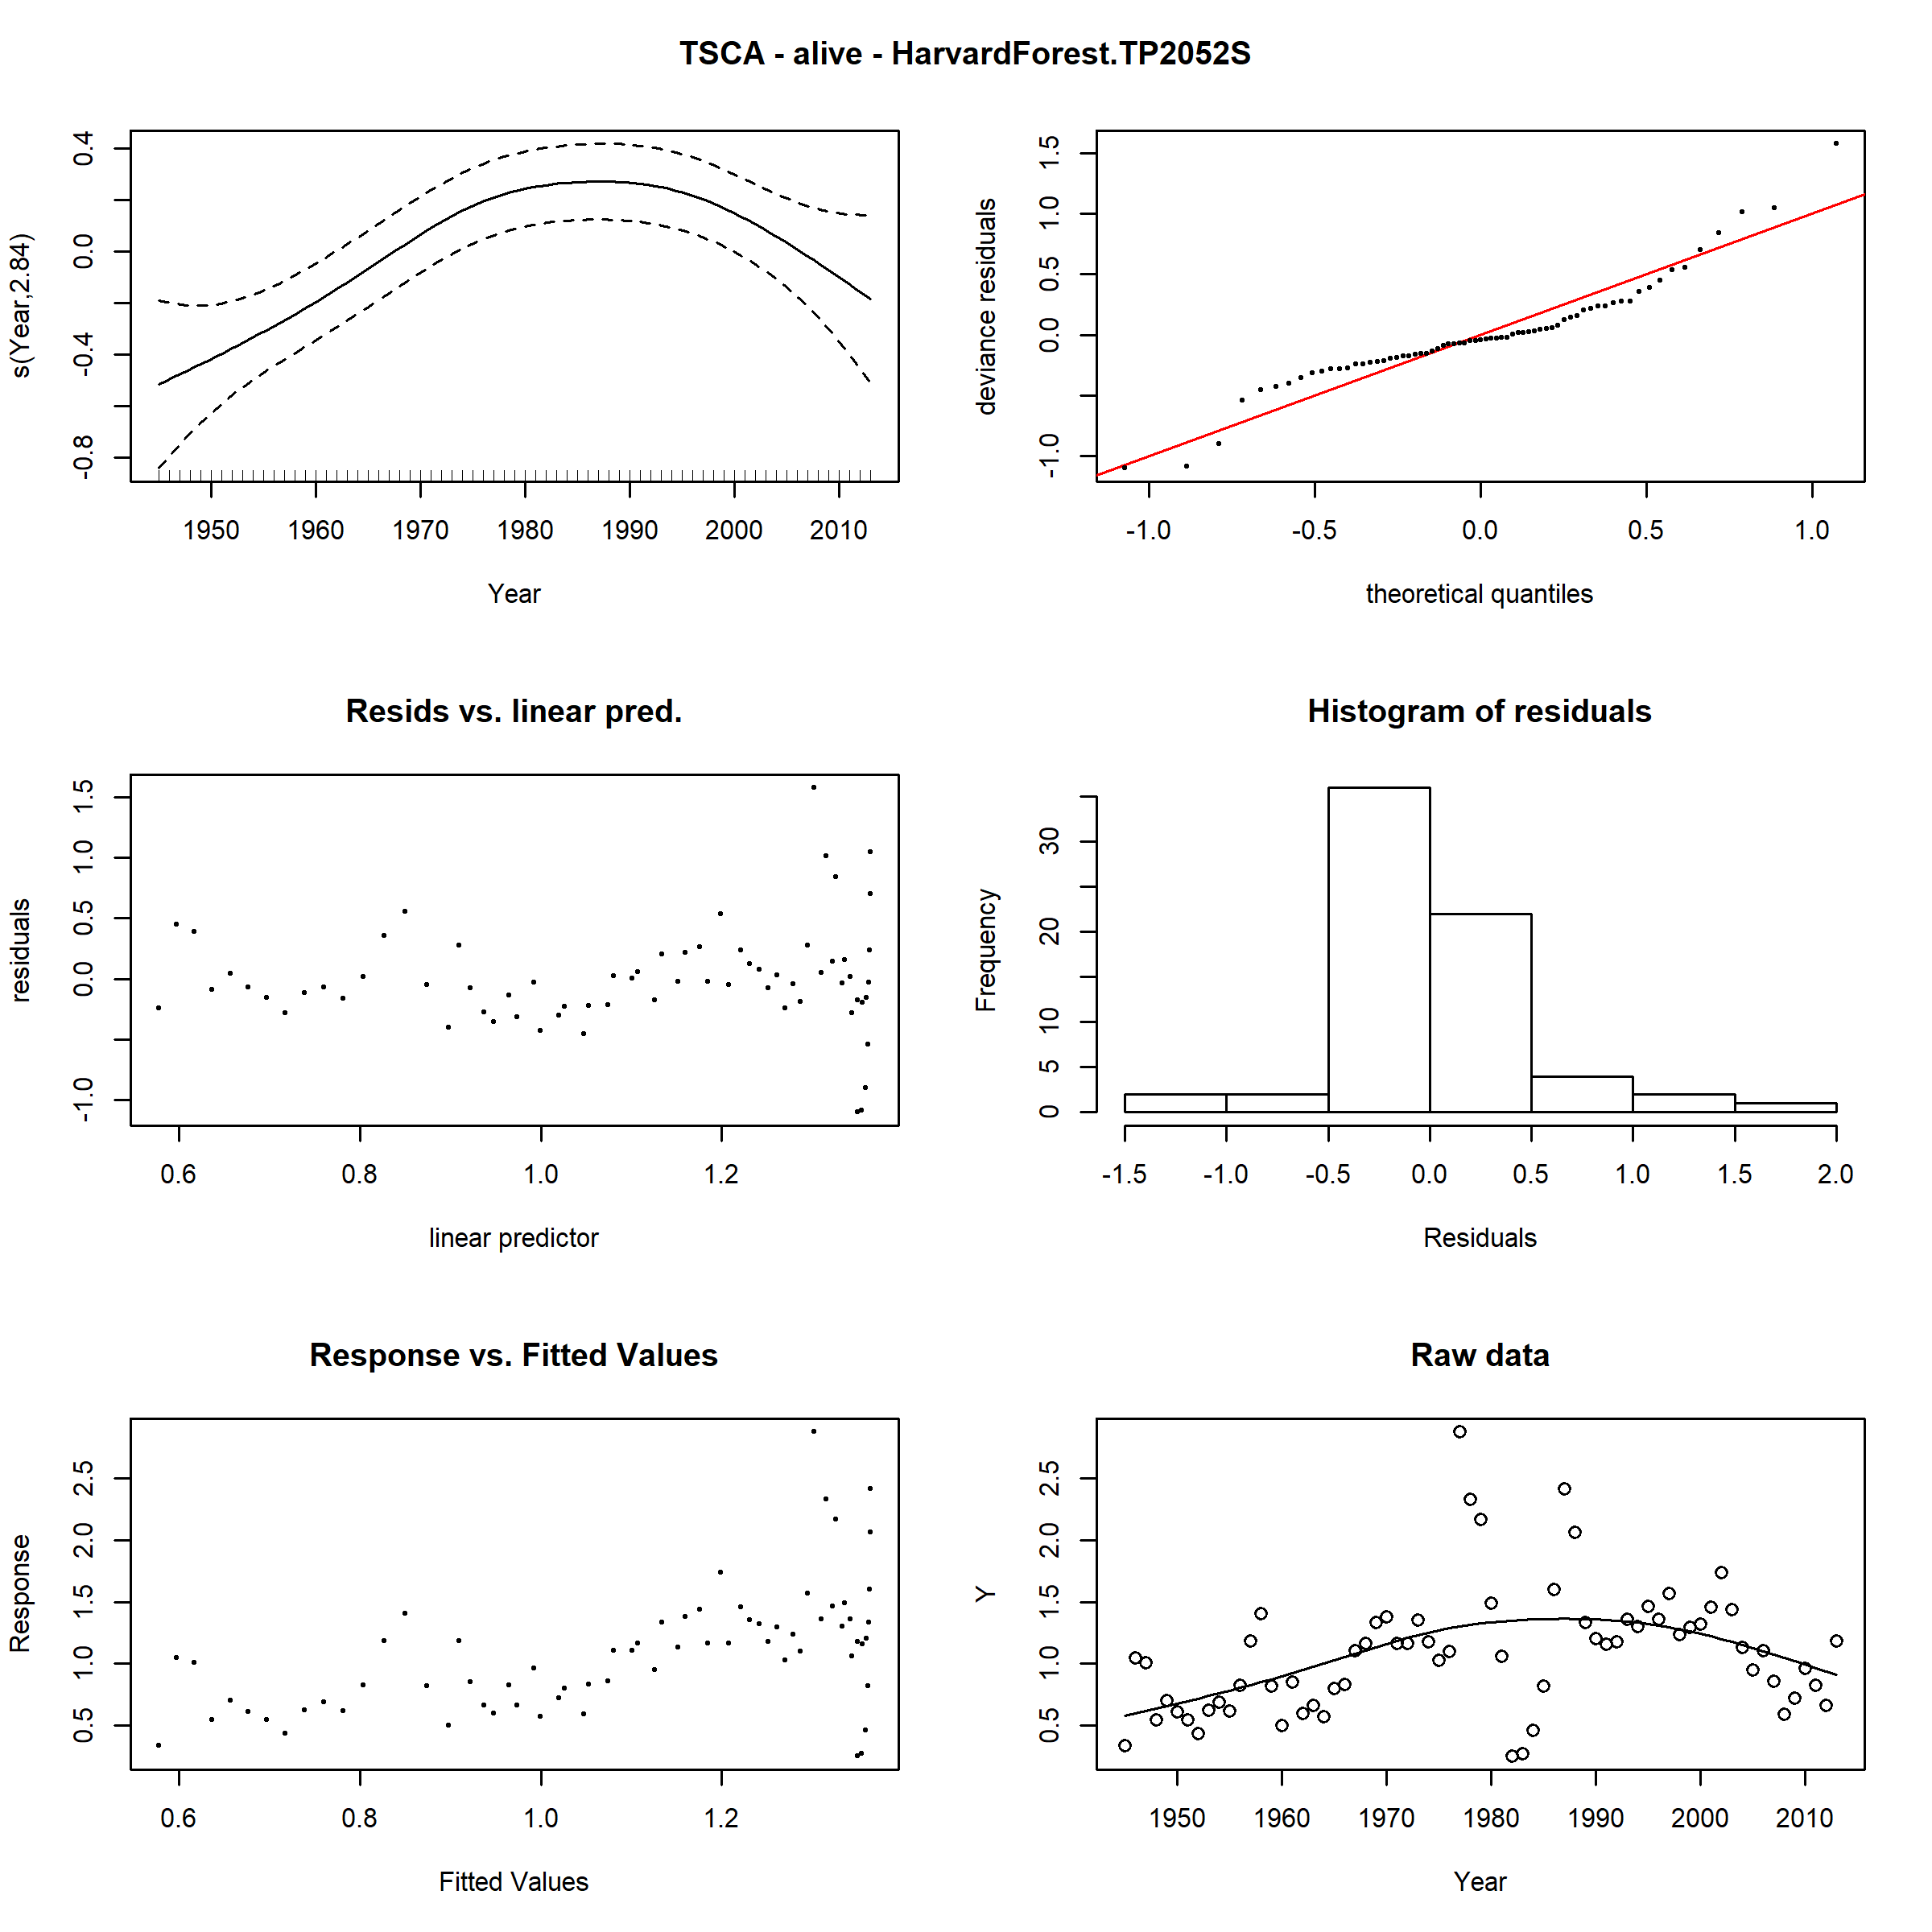 TSCA - alive - HarvardForest.TP2052S
s(Year,2.84)
-0.8 -0.4 0.0 0.4
1950 1960 1970 1980 1990 2000 2010
Year
deviance residuals
-1.0 0.0 0.5 1.0 1.5
-1.0 -0.5 0.0 0.5 1.0
theoretical quantiles
Resids vs. linear pred.
residuals
-1.0 0.0 0.5 1.0 1.5
0.6 0.8 1.0 1.2
linear predictor
Histogram of residuals
Frequency
0 5 10 20 30
-1.5 -1.0 -0.5 0.0 0.5 1.0 1.5 2.0
Residuals
Response vs. Fitted Values
Response
0.5 1.0 1.5 2.0 2.5
0.6 0.8 1.0 1.2
Fitted Values
Raw data
Y
0.5 1.0 1.5 2.0 2.5
1950 1960 1970 1980 1990 2000 2010
Year